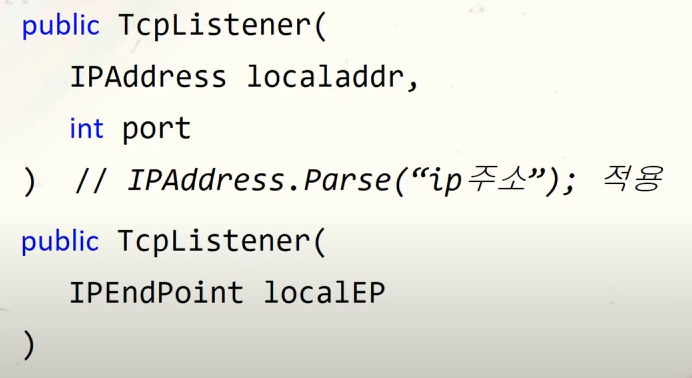 public TcpListener(
IPAddress localaddr,
int port
) // IPAddress.Parse(“ip주소”); 적용
public TcpListener(
IPEndPoint localEP
)